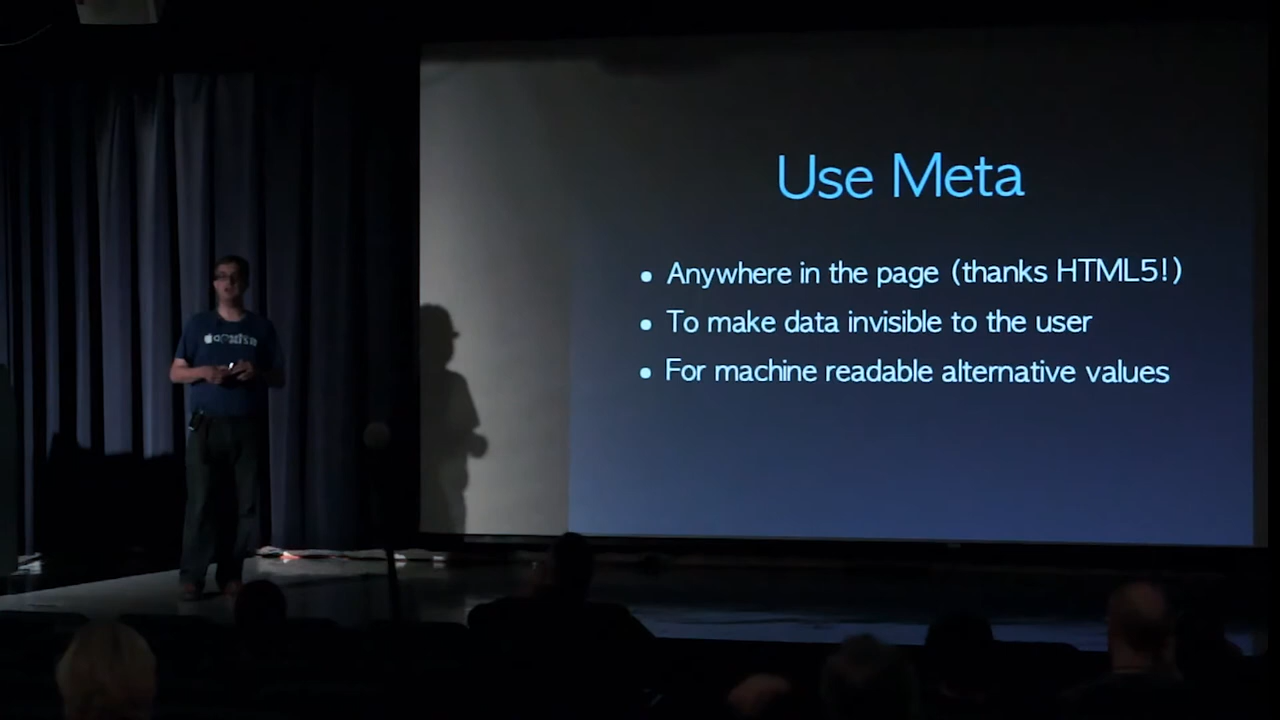 Use Meta
• Anywhere in the page (thanks HTML5!)
• To make data invisible to the user
• For machine readable alternative values